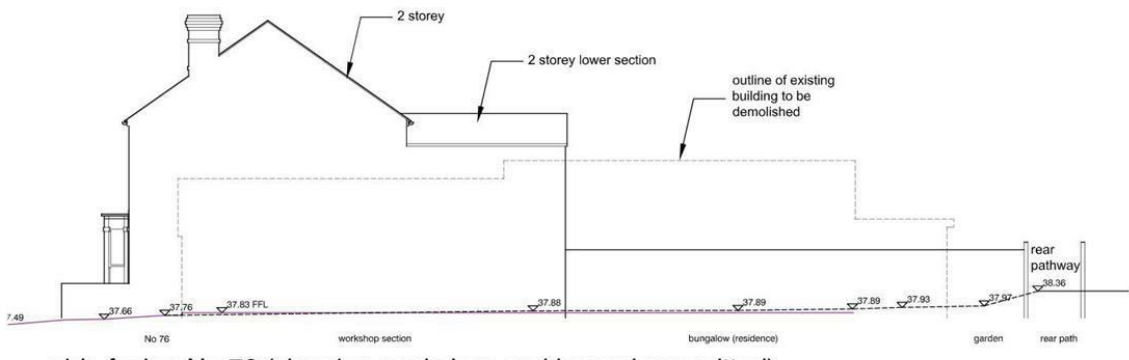 2 storey
2 storey lower section
outline of existing
building to be
demolished
rear
pathway
38.36
7.49
37.66
37.76
37.83 FFL
37.88
37.89
37.89
37.93
37.97
No 76
workshop section
bungalow (residence)
garden
rear path